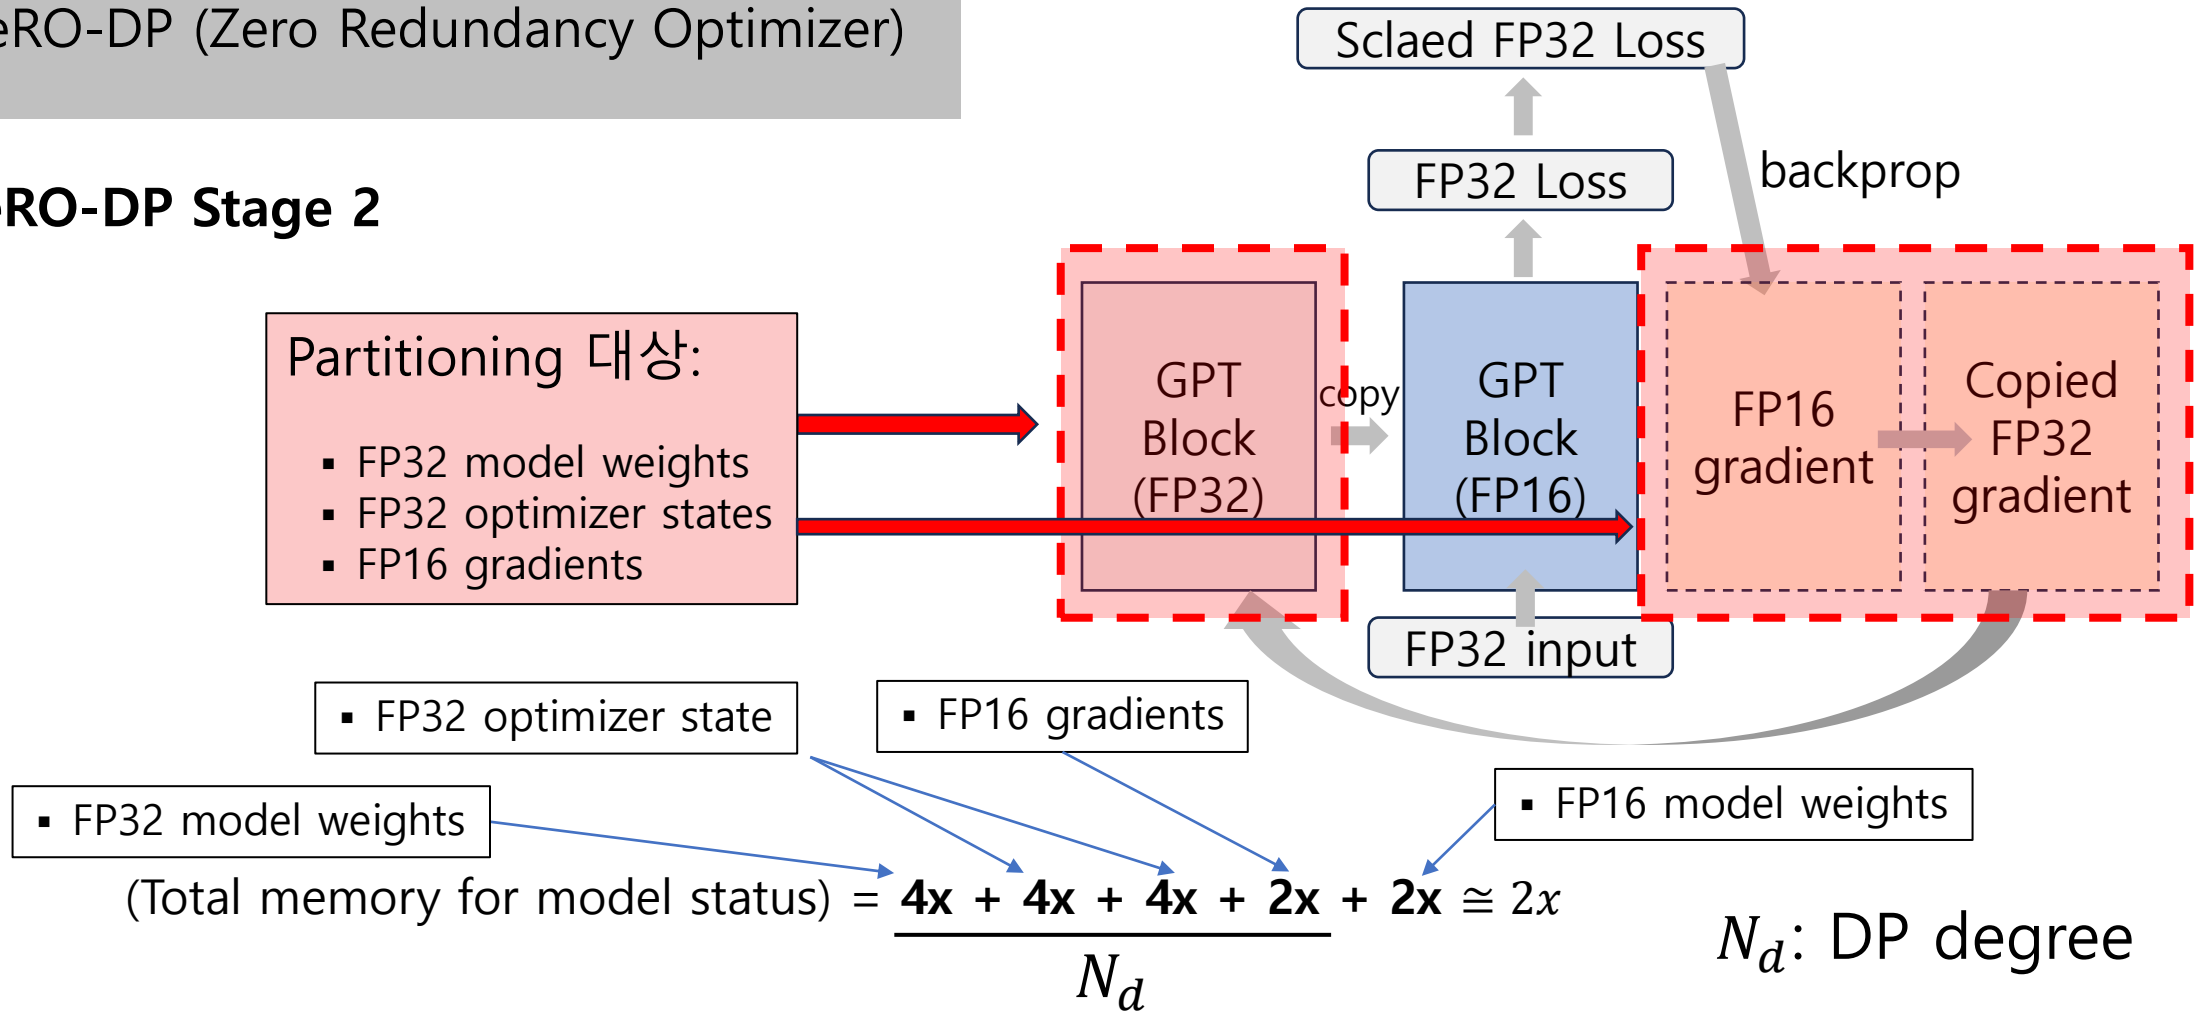 eRO-DP (Zero Redundancy Optimizer)
eRO-DP Stage 2
Sclaed FP32 Loss
FP32 Loss
backprop
Partitioning 대상:
▪ FP32 model weights
▪ FP32 optimizer states
▪ FP16 gradients
GPT
Block
(FP32)
copy
GPT
Block
(FP16)
FP16
gradient
Copied
FP32
gradient
FP32 input
▪ FP32 optimizer state
▪ FP16 gradients
▪ FP32 model weights
▪ FP16 model weights
(Total memory for model status) = 4x + 4x + 4x + 2x + 2x ≅ 2x
N_d
N_d: DP degree